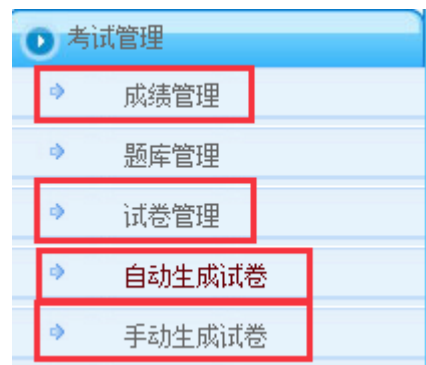 考试管理
成绩管理
题库管理
试卷管理
自动生成试卷
手动生成试卷